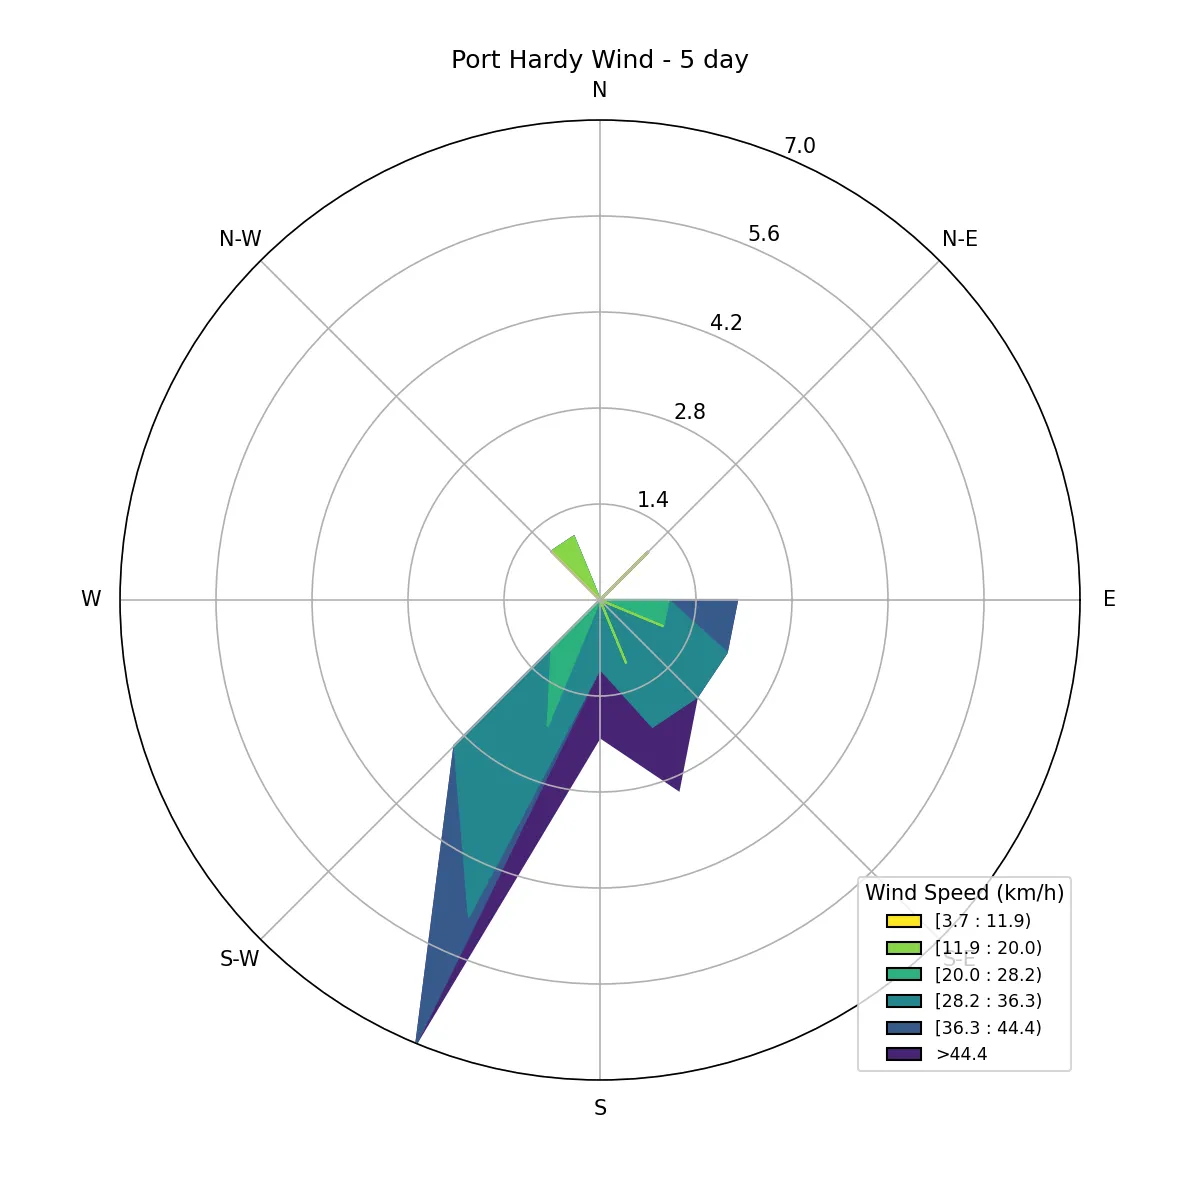 Port Hardy Wind - 5 day
N
7.0
N-W
5.6
N-E
4.2
2.8
1.4
W
E
Wind Speed (km/h)
[3.7 : 11.9)
[11.9 : 20.0)
S-W
S-E
[20.0 : 28.2)
[28.2 : 36.3)
[36.3 : 44.4)
>44.4
S